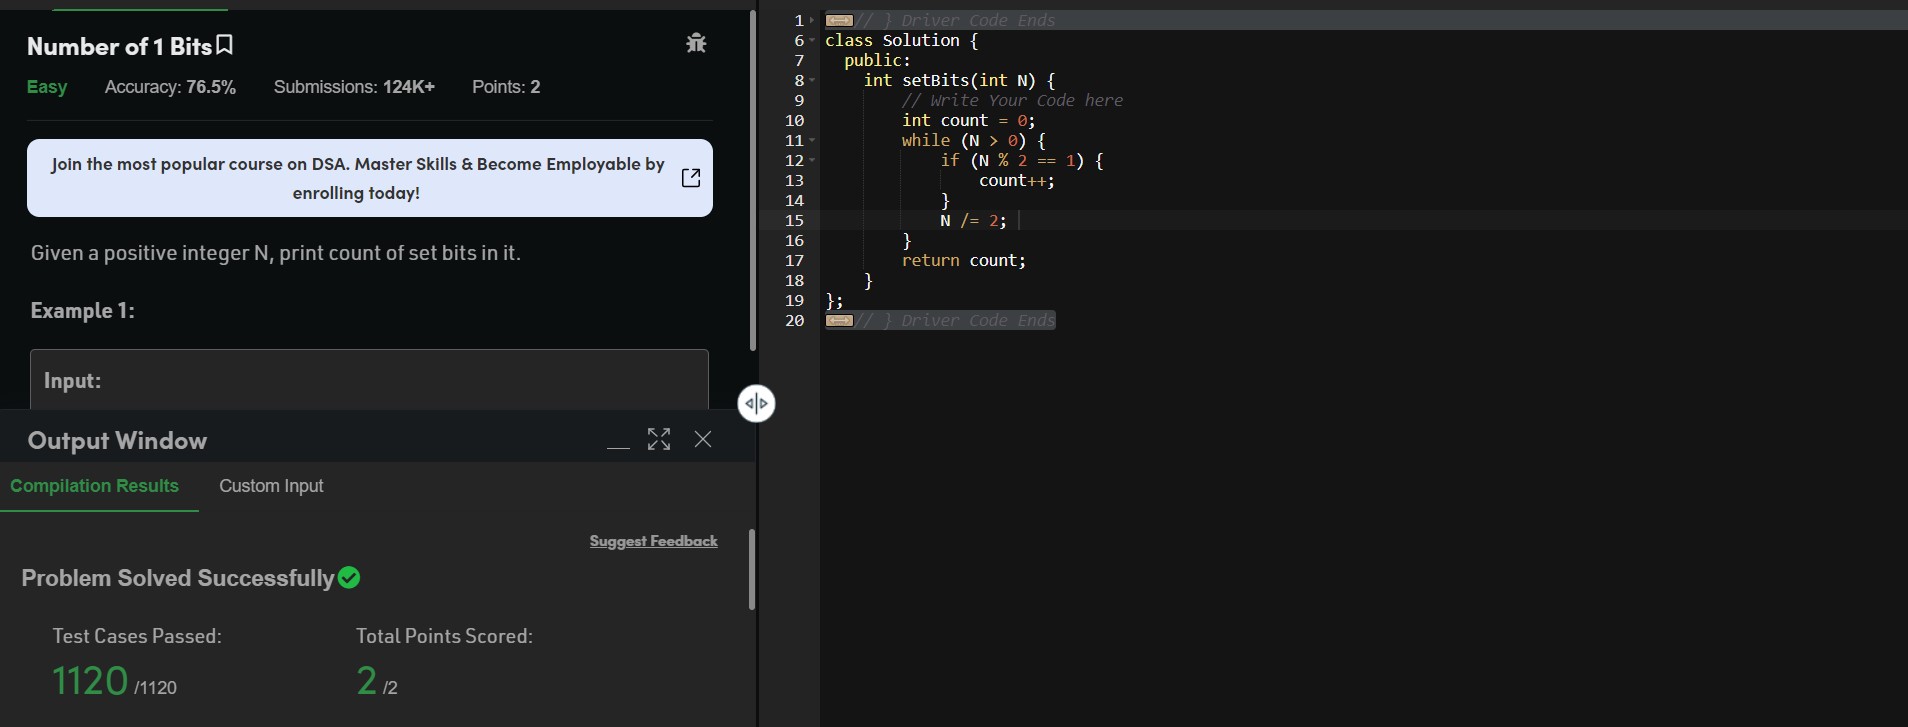 Number of 1 Bits
Easy Accuracy: 76.5% Submissions: 124K+ Points: 2
Join the most popular course on DSA. Master Skills & Become Employable by
enrolling today!
Given a positive integer N, print count of set bits in it.
Example 1:
Input:
Output Window
Compilation Results Custom Input
Suggest Feedback
Problem Solved Successfully
Test Cases Passed: Total Points Scored:
1120 /1120 2 /2
1 // } Driver Code Ends
6 class Solution {
7 public:
8 int setBits(int N) {
9 // Write Your Code here
10 int count = 0;
11 while (N > 0) {
12 if (N % 2 == 1) {
13 count++;
14 }
15 N /= 2;
16 }
17 return count;
18 }
19 };
20 // } Driver Code Ends